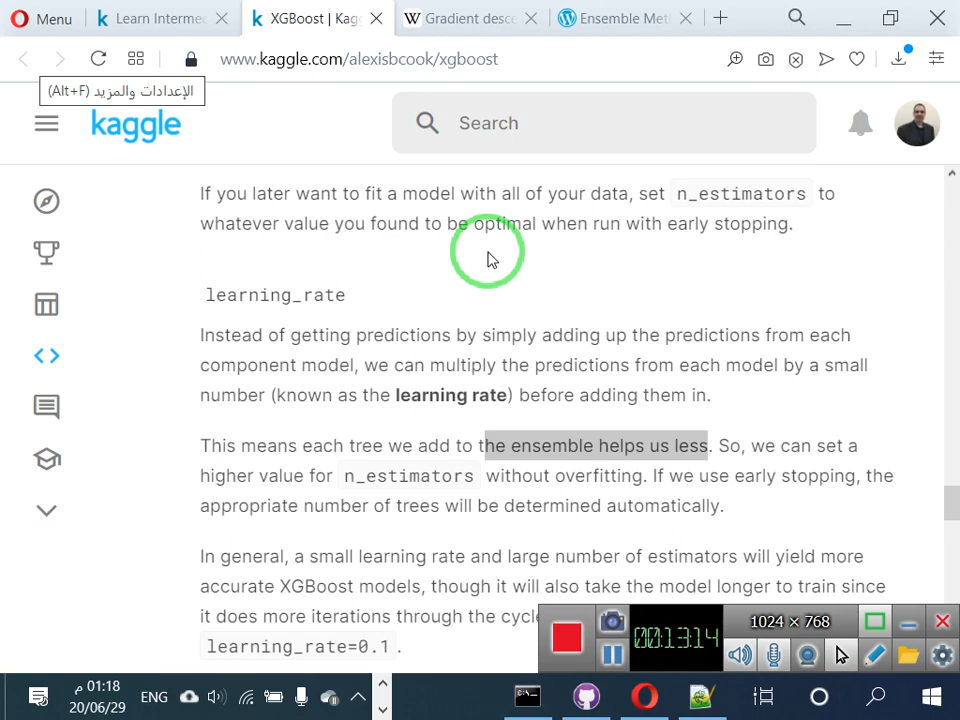 Menu
Learn Interme
XGBoost | Kag
Gradient desc
Ensemble Met
www.kaggle.com/alexisbcook/xgboost
الإعدادات والمزيد (Alt+F)
kaggle
Search
If you later want to fit a model with all of your data, set n_estimators to
whatever value you found to be optimal when run with early stopping.
learning_rate
Instead of getting predictions by simply adding up the predictions from each
component model, we can multiply the predictions from each model by a small
number (known as the learning rate) before adding them in.
This means each tree we add to the ensemble helps us less. So, we can set a
higher value for n_estimators without overfitting. If we use early stopping, the
appropriate number of trees will be determined automatically.
In general, a small learning rate and large number of estimators will yield more
accurate XGBoost models, though it will also take the model longer to train since
it does more iterations through the cyc
learning_rate=0.1 .
00:13:14
1024 × 768
01:18 م
20/06/29
ENG